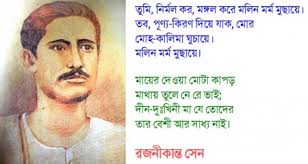 তুমি, নির্মল কর, মঙ্গল করে মলিন মর্ম মুছায়ে।
তব, পূণ্য-কিরণ দিয়ে যাক, মোর
মোহ-কালিমা ঘুচায়ে।
মলিন মর্ম মুছায়ে।
মায়ের দেওয়া মোটা কাপড়
মাথায় তুলে নে রে ভাই;
দীন-দুঃখিনী মা যে তোদের
তার বেশী আর সাধ্য নাই।
রজনীকান্ত সেন